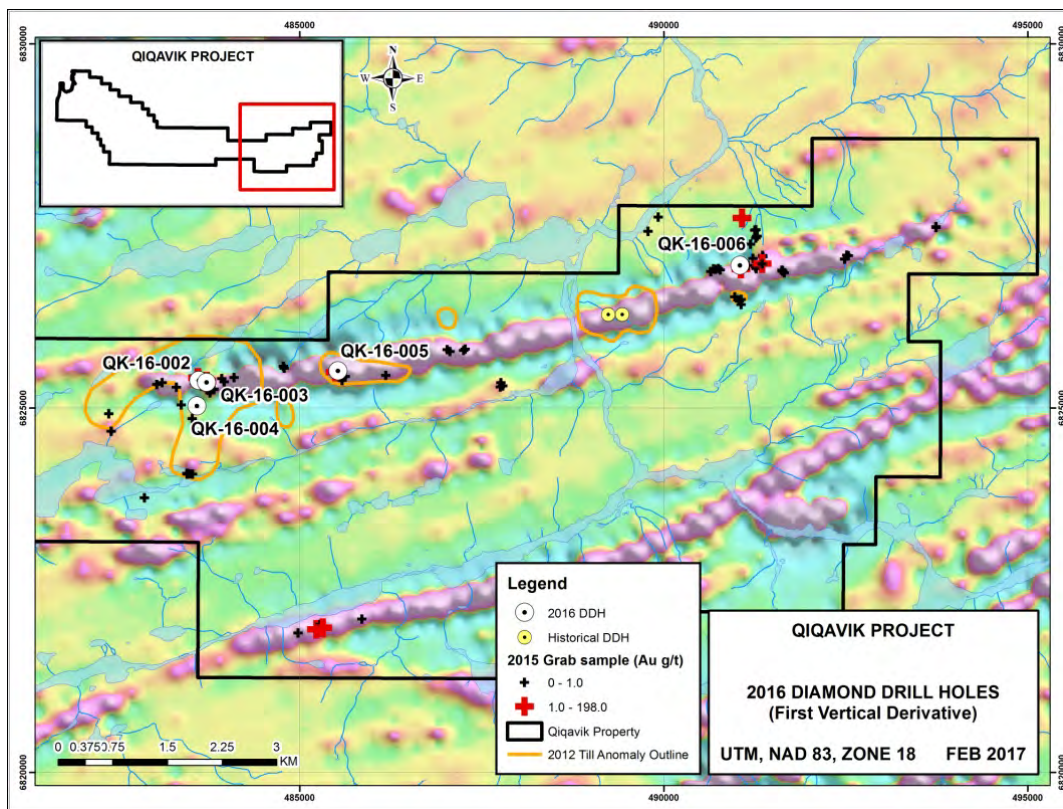 485000
490000
495000
6830000
6830000
QIQAVIK PROJECT
N
W E
S
QK-16-006
QK-16-002
QK-16-005
QK-16-003
QK-16-004
6825000
6825000
Legend
2016 DDH
Historical DDH
2015 Grab sample (Au g/t)
0 - 1.0
1.0 - 198.0
Qiqavik Property
2012 Till Anomaly Outline
QIQAVIK PROJECT
2016 DIAMOND DRILL HOLES
(First Vertical Derivative)
UTM, NAD 83, ZONE 18 FEB 2017
0 0.3750.75 1.5 2.25 3
KM
6820000
6820000
485000
490000
495000